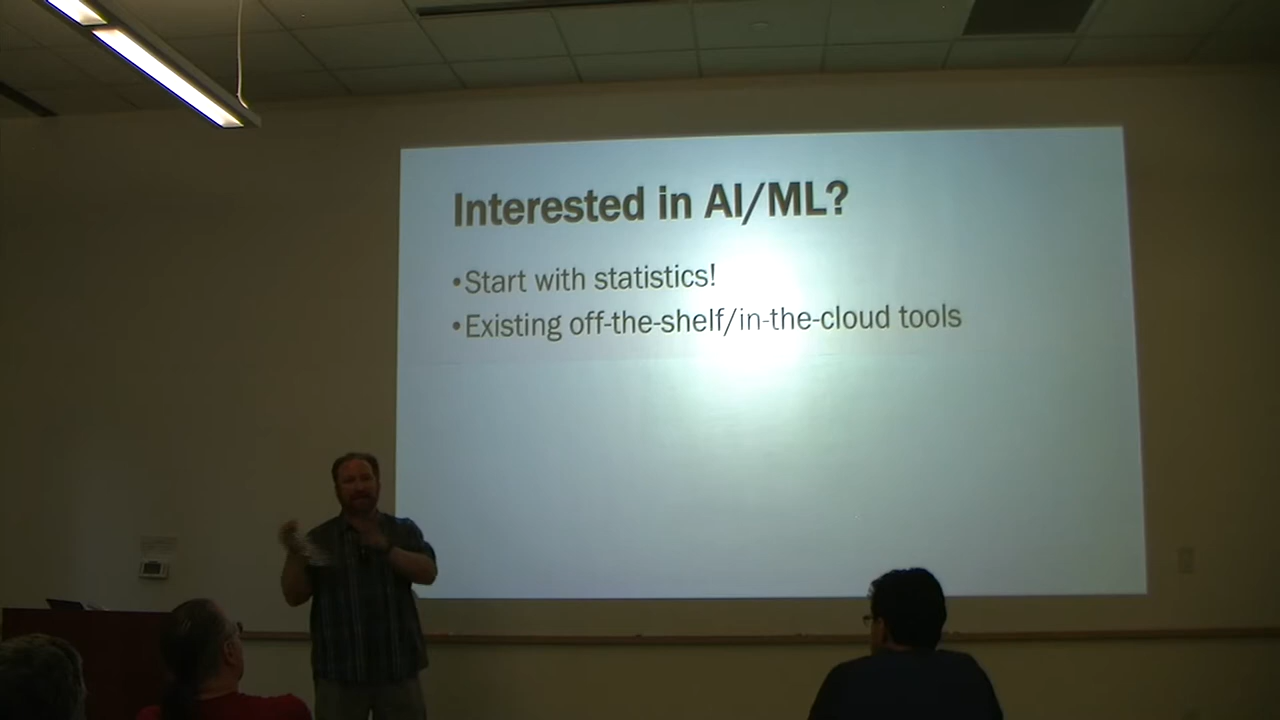 Interested in AI/ML?
•Start with statistics!
•Existing off-the-shelf/in-the-cloud tools